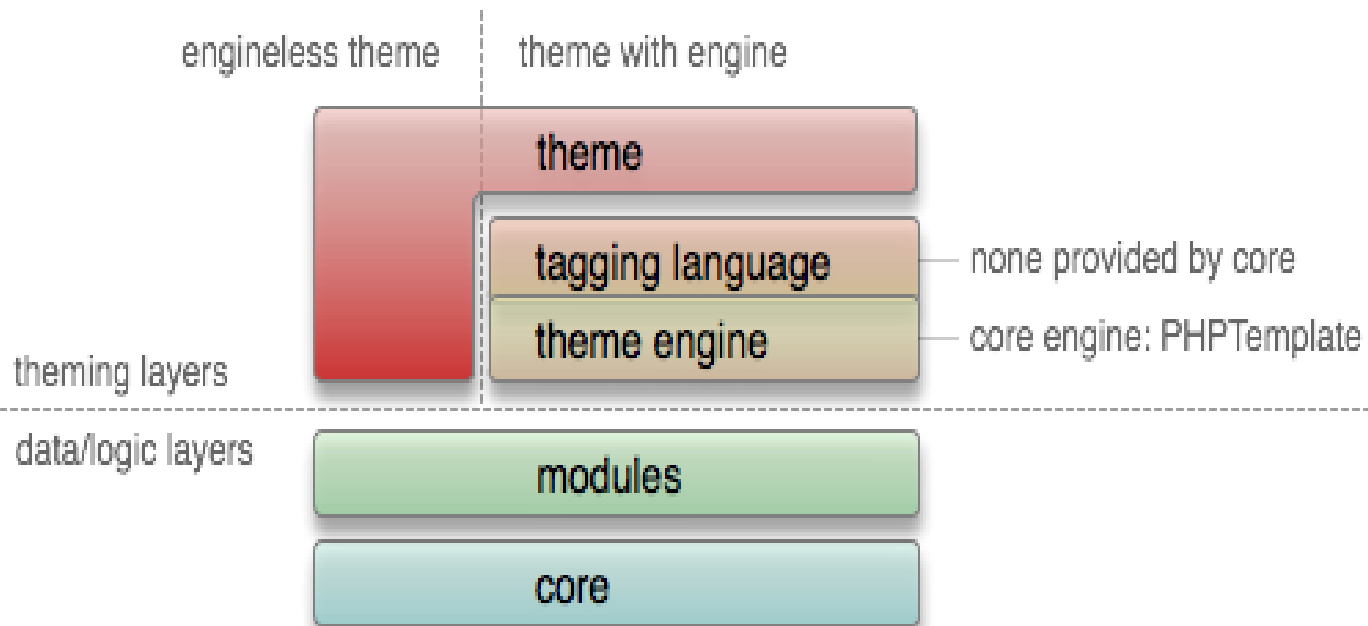 engineless theme
theme with engine
theme
tagging language
none provided by core
theme engine
core engine: PHPTemplate
theming layers
data/logic layers
modules
core